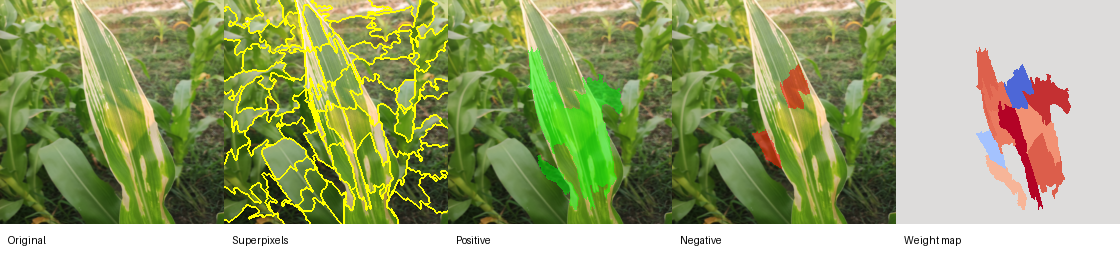 Original
Superpixels
Positive
Negative
Weight map